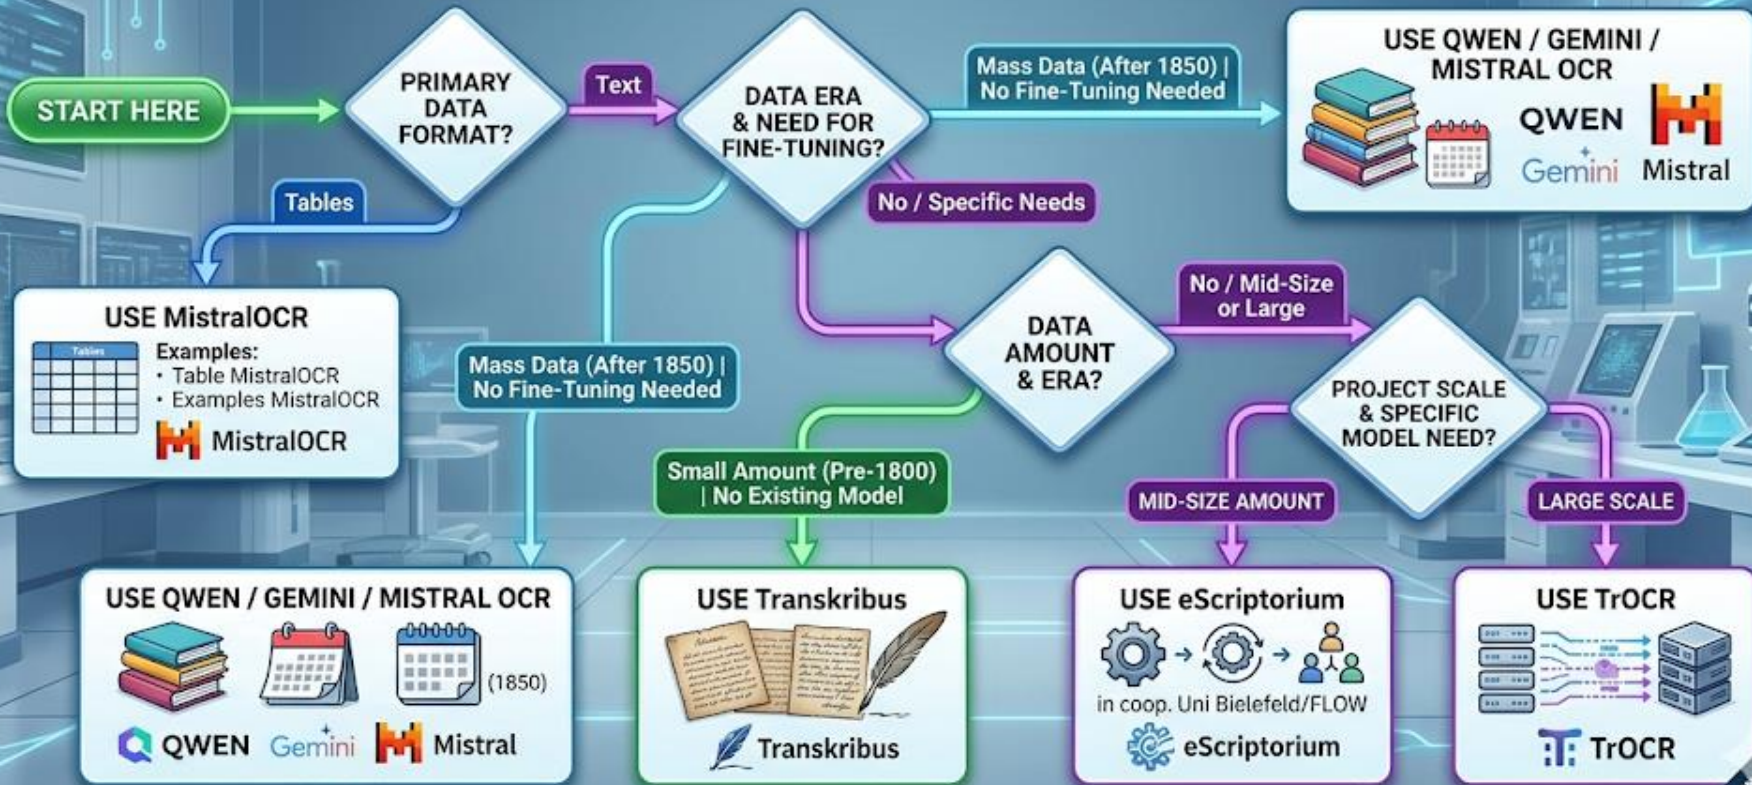 START HERE
PRIMARY
DATA
FORMAT?
Text
DATA ERA
& NEED FOR
FINE-TUNING?
Mass Data (After 1850) |
No Fine-Tuning Needed
USE QWEN / GEMINI /
MISTRAL OCR
QWEN
Gemini
Mistral
Tables
No / Specific Needs
USE MistralOCR
Tables
Examples:
• Table MistralOCR
• Examples MistralOCR
MistralOCR
Mass Data (After 1850) |
No Fine-Tuning Needed
DATA
AMOUNT
& ERA?
No / Mid-Size
or Large
PROJECT SCALE
& SPECIFIC
MODEL NEED?
Small Amount (Pre-1800)
| No Existing Model
MID-SIZE AMOUNT
LARGE SCALE
USE QWEN / GEMINI / MISTRAL OCR
(1850)
QWEN
Gemini
Mistral
USE Transkribus
Transkribus
USE eScriptorium
in coop. Uni Bielefeld/FLOW
eScriptorium
USE TrOCR
TrOCR